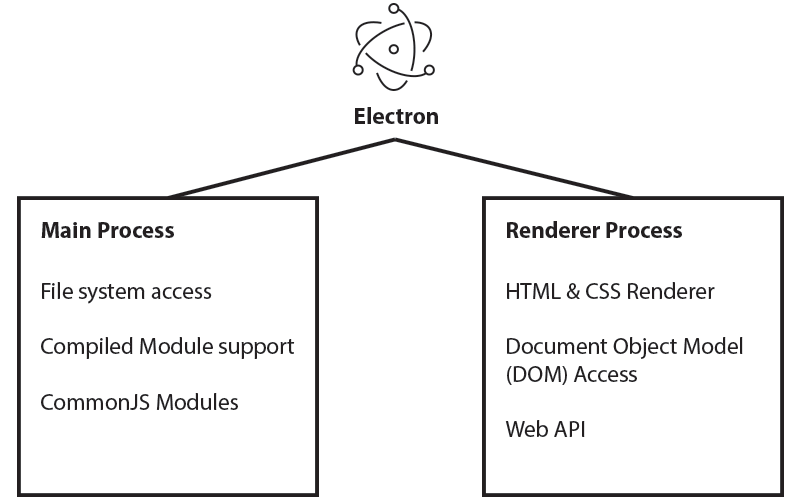 Electron
Main Process
File system access
Compiled Module support
CommonJS Modules
Renderer Process
HTML & CSS Renderer
Document Object Model
(DOM) Access
Web API